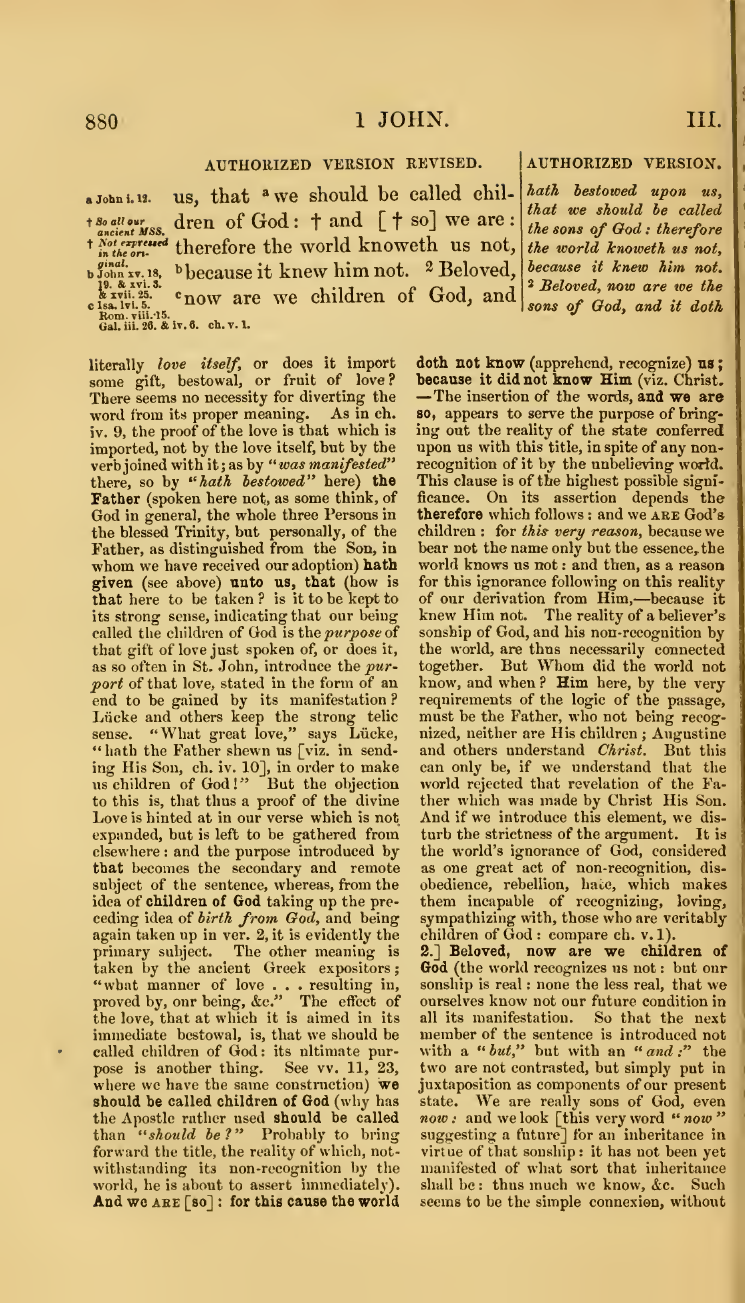 880
1 JOHN.
III.
AUTHORIZED VERSION REVISED.
a John i. 12.
† So all our
ancient MSS.
† Not expressed
in the ori-
ginal.
b John xv. 18,
19. & xvi. 3.
& xvii. 25.
c Isa. lvi. 5.
Rom. viii. 15.
Gal. iii. 26. & iv. 6. ch. v. 1.
us, that a we should be called chil-
dren of God: † and [† so] we are:
therefore the world knoweth us not,
b because it knew him not. 2 Beloved,
c now are we children of God, and
AUTHORIZED VERSION.
hath bestowed upon us,
that we should be called
the sons of God: therefore
the world knoweth us not,
because it knew him not.
2 Beloved, now are we the
sons of God, and it doth
literally love itself, or does it import
some gift, bestowal, or fruit of love?
There seems no necessity for diverting the
word from its proper meaning. As in ch.
iv. 9, the proof of the love is that which is
imported, not by the love itself, but by the
verb joined with it; as by "was manifested"
there, so by "hath bestowed" here) the
Father (spoken here not, as some think, of
God in general, the whole three Persons in
the blessed Trinity, but personally, of the
Father, as distinguished from the Son, in
whom we have received our adoption) hath
given (see above) unto us, that (how is
that here to be taken? is it to be kept to
its strong sense, indicating that our being
called the children of God is the purpose of
that gift of love just spoken of, or does it,
as so often in St. John, introduce the pur-
port of that love, stated in the form of an
end to be gained by its manifestation?
Lücke and others keep the strong telic
sense. "What great love," says Lücke,
"hath the Father shewn us [viz. in send-
ing His Son, ch. iv. 10], in order to make
us children of God!" But the objection
to this is, that thus a proof of the divine
Love is hinted at in our verse which is not
expanded, but is left to be gathered from
elsewhere: and the purpose introduced by
that becomes the secondary and remote
subject of the sentence, whereas, from the
idea of children of God taking up the pre-
ceding idea of birth from God, and being
again taken up in ver. 2, it is evidently the
primary subject. The other meaning is
taken by the ancient Greek expositors;
"what manner of love . . . resulting in,
proved by, our being, &c." The effect of
the love, that at which it is aimed in its
immediate bestowal, is, that we should be
called children of God: its ultimate pur-
pose is another thing. See vv. 11, 23,
where we have the same construction) we
should be called children of God (why has
the Apostle rather used should be called
than "should be?" Probably to bring
forward the title, the reality of which, not-
withstanding its non-recognition by the
world, he is about to assert immediately).
And we ARE [so]: for this cause the world
doth not know (apprehend, recognize) us;
because it did not know Him (viz. Christ.
—The insertion of the words, and we are
so, appears to serve the purpose of bring-
ing out the reality of the state conferred
upon us with this title, in spite of any non-
recognition of it by the unbelieving world.
This clause is of the highest possible signi-
ficance. On its assertion depends the
therefore which follows: and we ARE God's
children: for this very reason, because we
bear not the name only but the essence, the
world knows us not: and then, as a reason
for this ignorance following on this reality
of our derivation from Him,—because it
knew Him not. The reality of a believer's
sonship of God, and his non-recognition by
the world, are thus necessarily connected
together. But Whom did the world not
know, and when? Him here, by the very
requirements of the logic of the passage,
must be the Father, who not being recog-
nized, neither are His children; Augustine
and others understand Christ. But this
can only be, if we understand that the
world rejected that revelation of the Fa-
ther which was made by Christ His Son.
And if we introduce this element, we dis-
turb the strictness of the argument. It is
the world's ignorance of God, considered
as one great act of non-recognition, dis-
obedience, rebellion, hate, which makes
them incapable of recognizing, loving,
sympathizing with, those who are veritably
children of God: compare ch. v. 1).
2.] Beloved, now are we children of
God (the world recognizes us not: but our
sonship is real: none the less real, that we
ourselves know not our future condition in
all its manifestation. So that the next
member of the sentence is introduced not
with a "but," but with an "and:" the
two are not contrasted, but simply put in
juxtaposition as components of our present
state. We are really sons of God, even
now: and we look [this very word "now"
suggesting a future] for an inheritance in
virtue of that sonship: it has not been yet
manifested of what sort that inheritance
shall be: thus much we know, &c. Such
seems to be the simple connexion, without